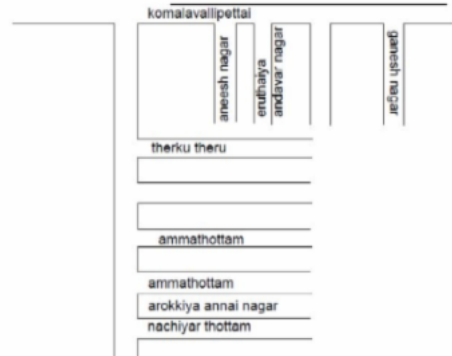 komalavallipettai
aneesh nagar
eruthaiya
andavar nagar
ganesh nagar
therku theru
ammathottam
ammathottam
arokkiya annai nagar
nachiyar thottam